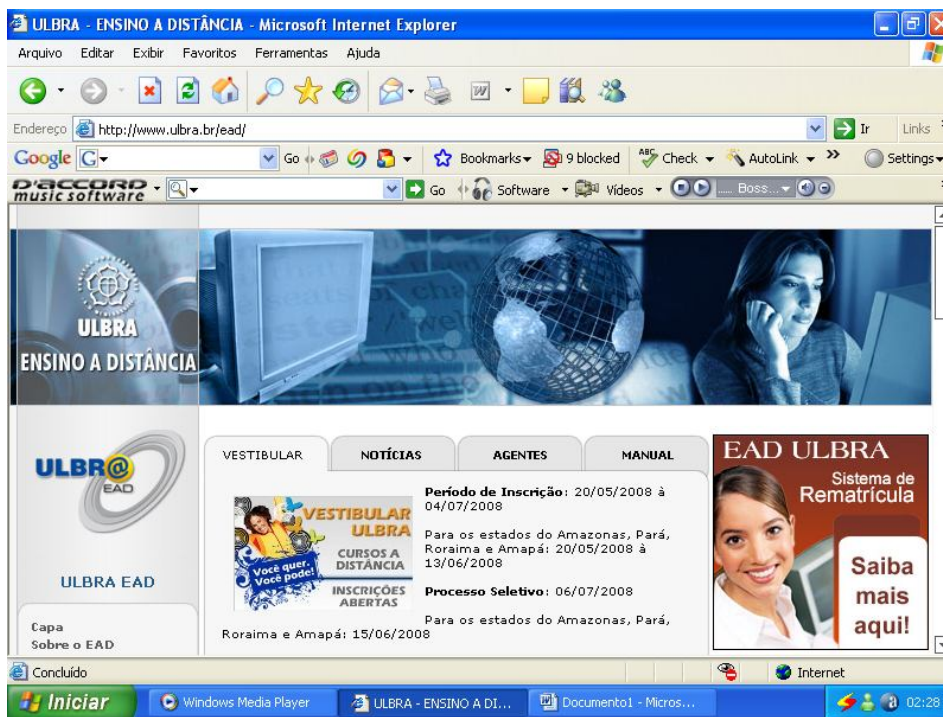 ULBRA - ENSINO A DISTÂNCIA - Microsoft Internet Explorer
Arquivo Editar Exibir Favoritos Ferramentas Ajuda
Endereço http://www.ulbra.br/ead/ Ir Links
Google G Go Bookmarks 9 blocked ABC Check AutoLink » Settings
D'ACCORD
music software Go Software Vídeos ..... Boss...
ULBRA
ENSINO A DISTÂNCIA
ULBR@
EAD
ULBRA EAD
Capa
Sobre o EAD
VESTIBULAR NOTÍCIAS AGENTES MANUAL
VESTIBULAR
ULBRA
CURSOS A
DISTÂNCIA
INSCRIÇÕES
ABERTAS
Você quer.
Você pode!
Período de Inscrição: 20/05/2008 à
04/07/2008
Para os estados do Amazonas, Pará,
Roraima e Amapá: 20/05/2008 à
13/06/2008
Processo Seletivo: 06/07/2008
Para os estados do Amazonas, Pará,
Roraima e Amapá: 15/06/2008
EAD ULBRA
Sistema de
Rematrícula
Saiba
mais
aqui!
Concluído Internet
Iniciar Windows Media Player ULBRA - ENSINO A DI... Documento1 - Micros... 02:28